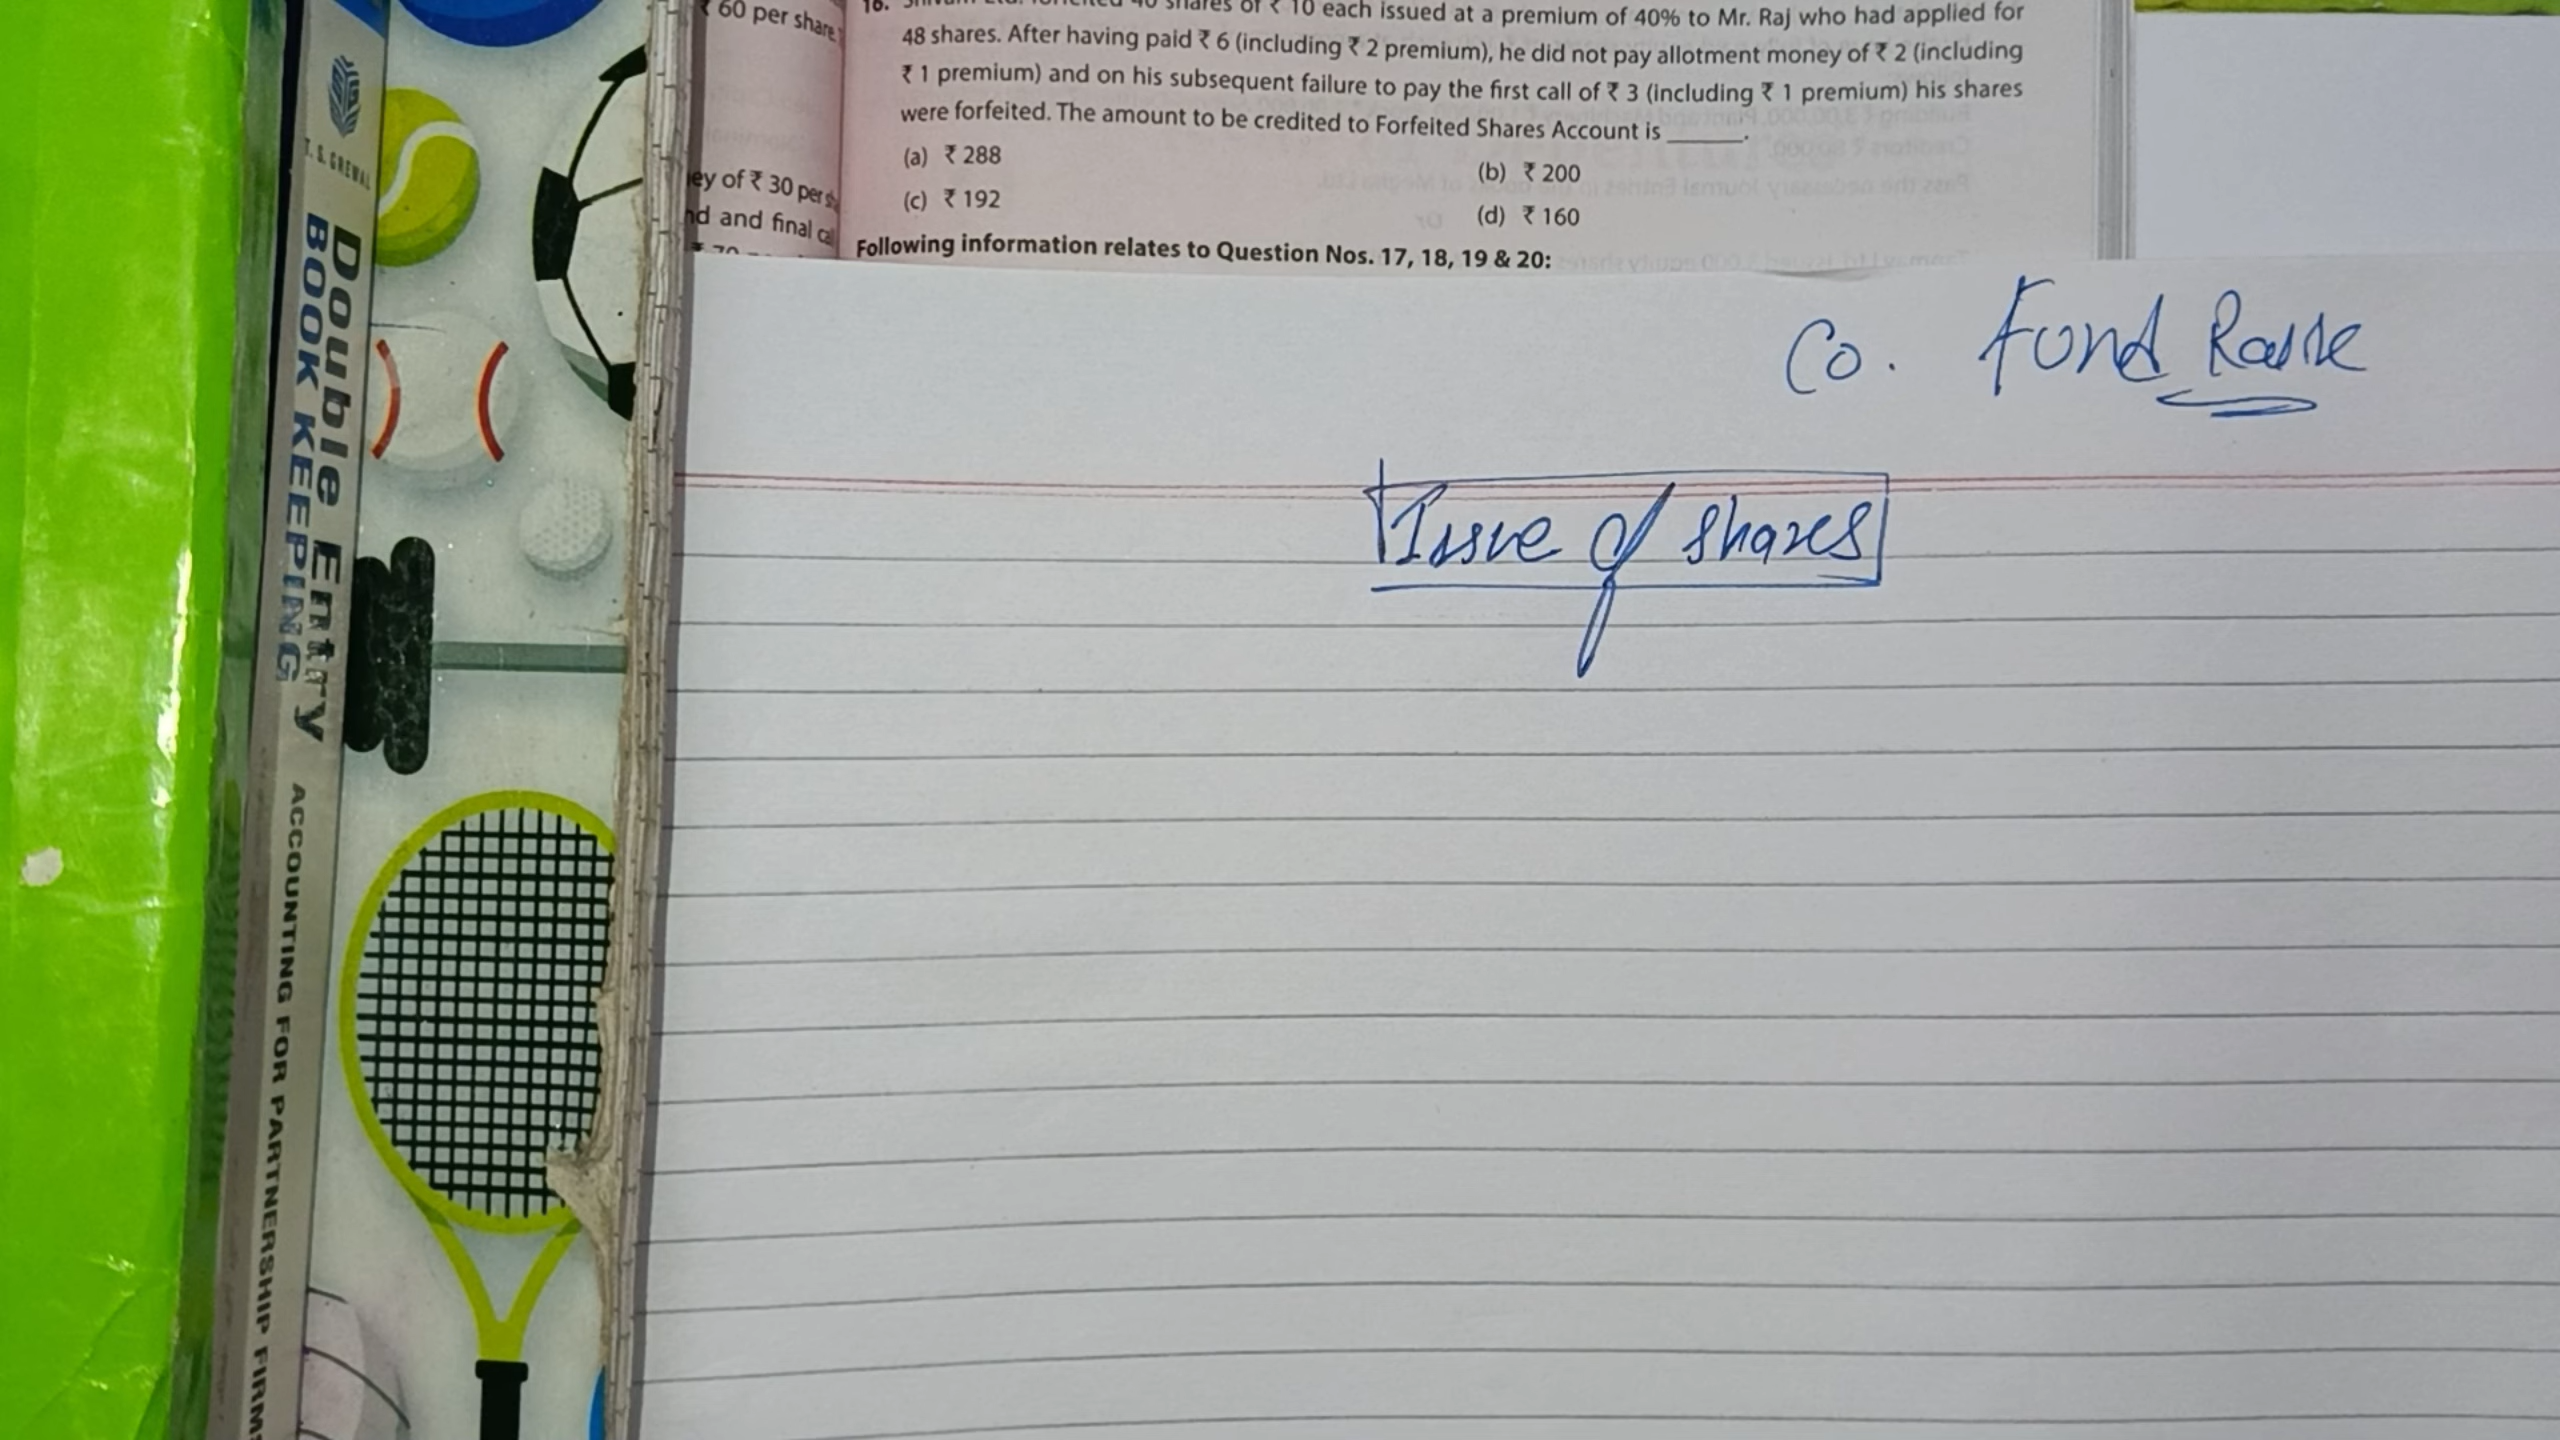 T. S. GREWAL
Double Entry
BOOK KEEPING
ACCOUNTING FOR PARTNERSHIP FIRMS
₹ 60 per share
ey of ₹ 30 per
nd and final
16. shares of ₹ 10 each issued at a premium of 40% to Mr. Raj who had applied for
48 shares. After having paid ₹ 6 (including ₹ 2 premium), he did not pay allotment money of ₹ 2 (including
₹ 1 premium) and on his subsequent failure to pay the first call of ₹ 3 (including ₹ 1 premium) his shares
were forfeited. The amount to be credited to Forfeited Shares Account is ______.
(a) ₹ 288
(b) ₹ 200
(c) ₹ 192
(d) ₹ 160
Following information relates to Question Nos. 17, 18, 19 & 20:
Co. Fund Raise
Issue of shares